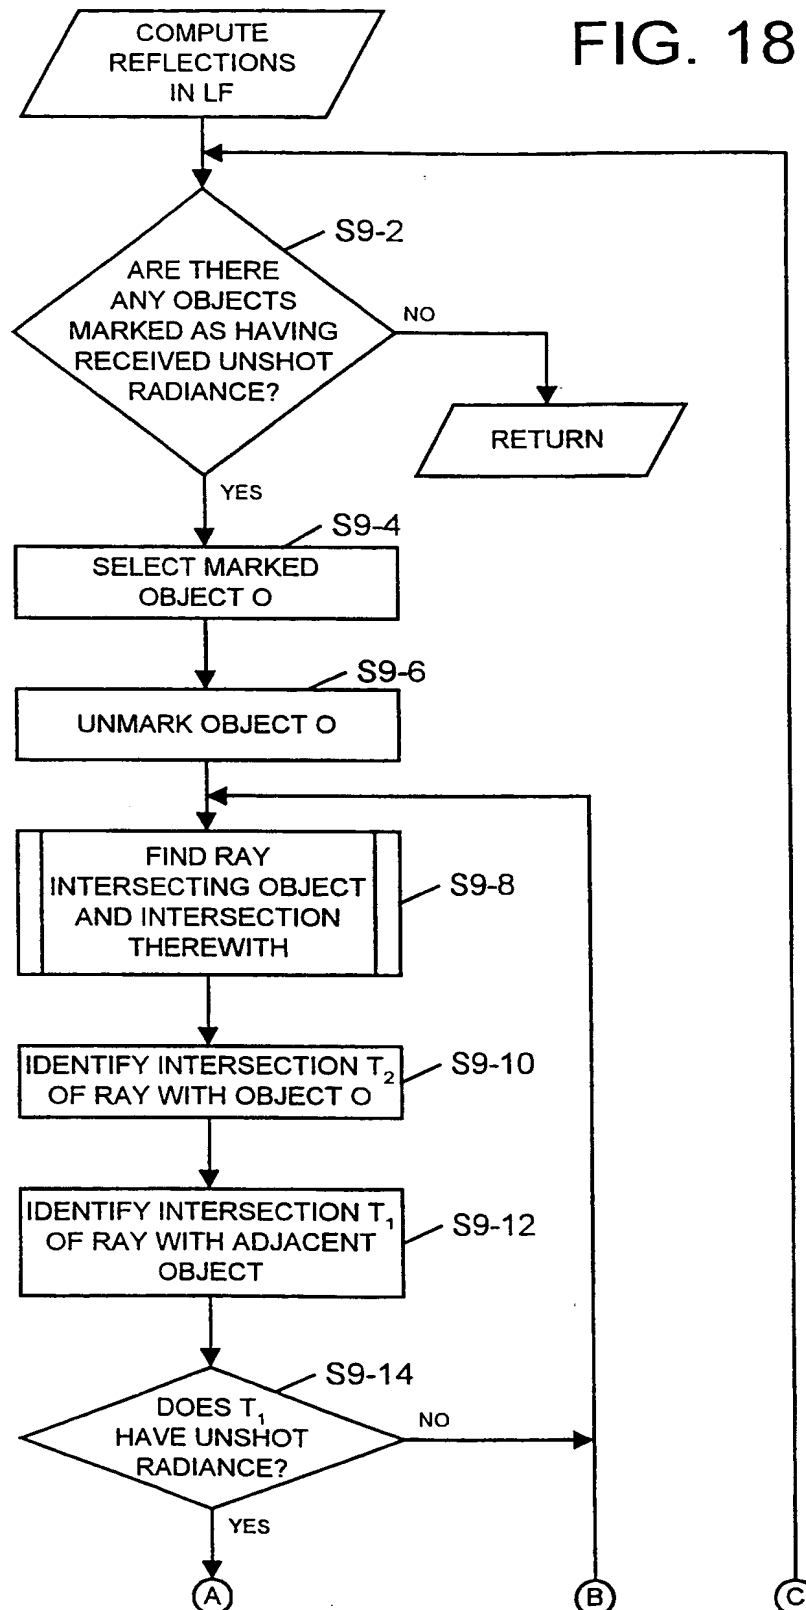 FIG. 18
COMPUTE
REFLECTIONS
IN LF
S9-2
ARE THERE
ANY OBJECTS
MARKED AS HAVING
RECEIVED UNSHOT
RADIANCE?
NO
RETURN
YES
S9-4
SELECT MARKED
OBJECT O
S9-6
UNMARK OBJECT O
FIND RAY
INTERSECTING OBJECT
AND INTERSECTION
THEREWITH
S9-8
IDENTIFY INTERSECTION T₂
OF RAY WITH OBJECT O
S9-10
IDENTIFY INTERSECTION T₁
OF RAY WITH ADJACENT
OBJECT
S9-12
S9-14
DOES T₁
HAVE UNSHOT
RADIANCE?
NO
YES
A
B
C